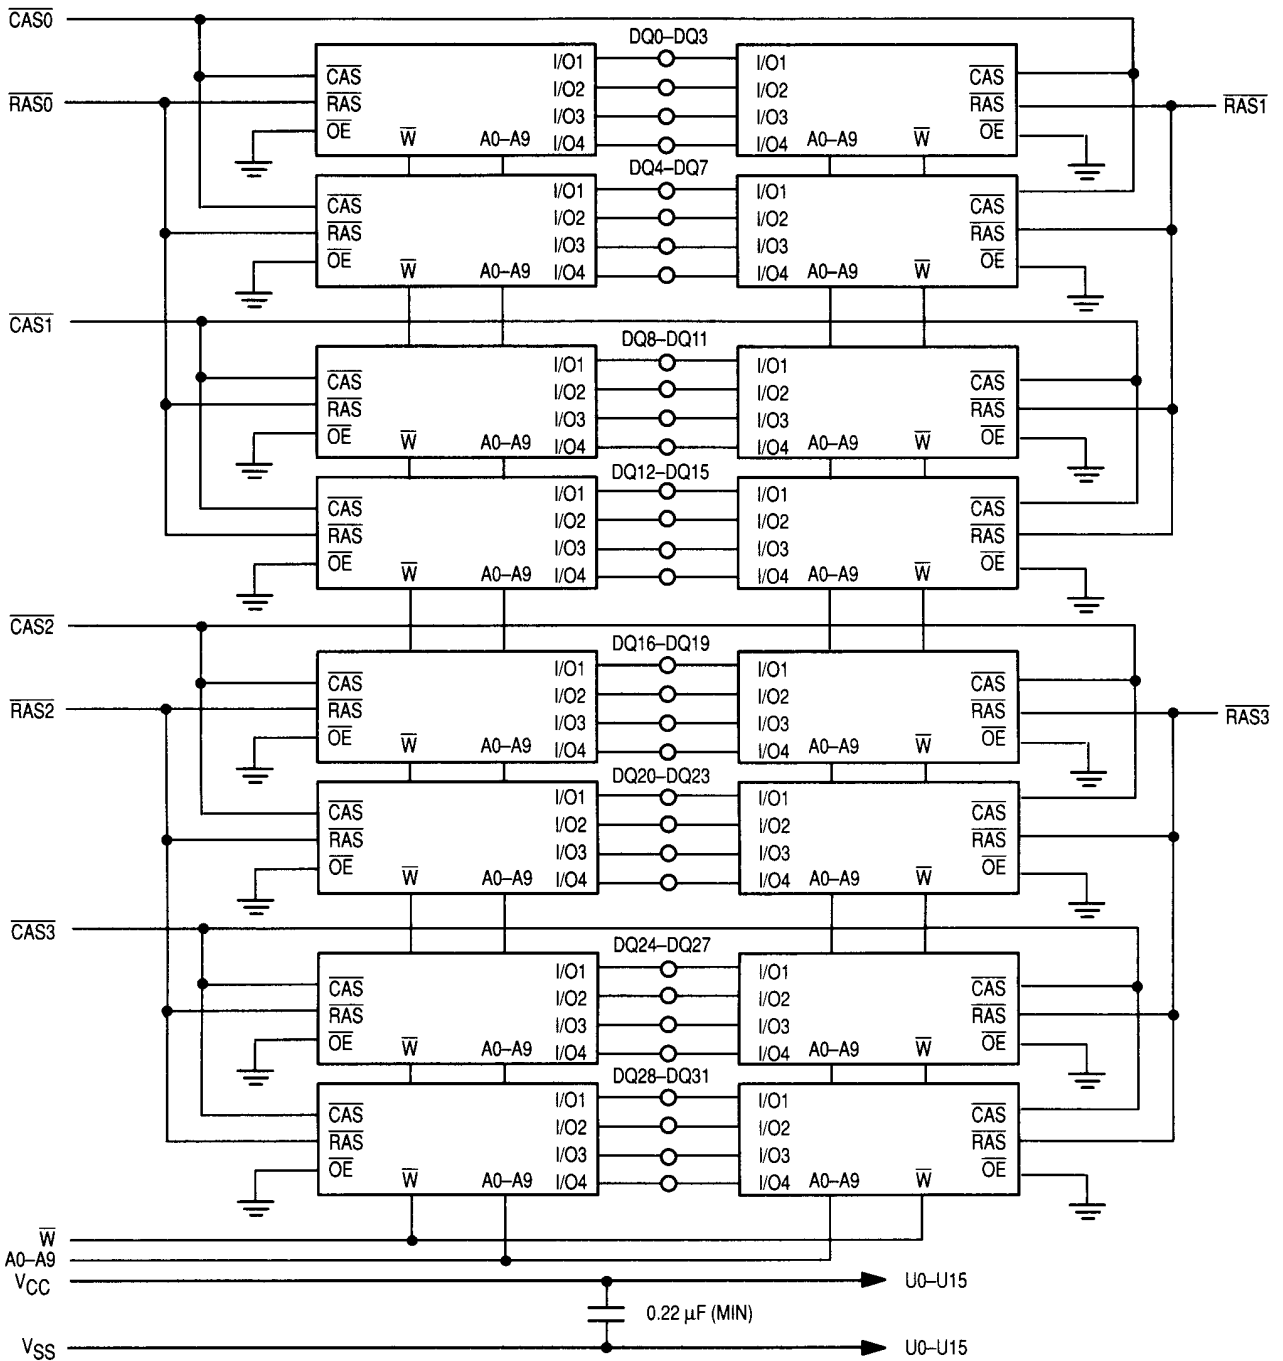 CAS0
DQ0–DQ3
I/O1 I/O1
CAS I/O2 I/O2 CAS
RAS0 RAS I/O3 I/O3 RAS RAS1
OE W A0–A9 I/O4 I/O4 A0–A9 W OE
DQ4–DQ7
I/O1 I/O1
CAS I/O2 I/O2 CAS
RAS I/O3 I/O3 RAS
OE W A0–A9 I/O4 I/O4 A0–A9 W OE
CAS1
DQ8–DQ11
I/O1 I/O1
CAS I/O2 I/O2 CAS
RAS I/O3 I/O3 RAS
OE W A0–A9 I/O4 I/O4 A0–A9 W OE
DQ12–DQ15
I/O1 I/O1
CAS I/O2 I/O2 CAS
RAS I/O3 I/O3 RAS
OE W A0–A9 I/O4 I/O4 A0–A9 W OE
CAS2
DQ16–DQ19
I/O1 I/O1
CAS I/O2 I/O2 CAS
RAS2 RAS I/O3 I/O3 RAS RAS3
OE W A0–A9 I/O4 I/O4 A0–A9 W OE
DQ20–DQ23
I/O1 I/O1
CAS I/O2 I/O2 CAS
RAS I/O3 I/O3 RAS
OE W A0–A9 I/O4 I/O4 A0–A9 W OE
CAS3
DQ24–DQ27
I/O1 I/O1
CAS I/O2 I/O2 CAS
RAS I/O3 I/O3 RAS
OE W A0–A9 I/O4 I/O4 A0–A9 W OE
DQ28–DQ31
I/O1 I/O1
CAS I/O2 I/O2 CAS
RAS I/O3 I/O3 RAS
OE W A0–A9 I/O4 I/O4 A0–A9 W OE
W
A0–A9
VCC U0–U15
0.22 µF (MIN)
VSS U0–U15